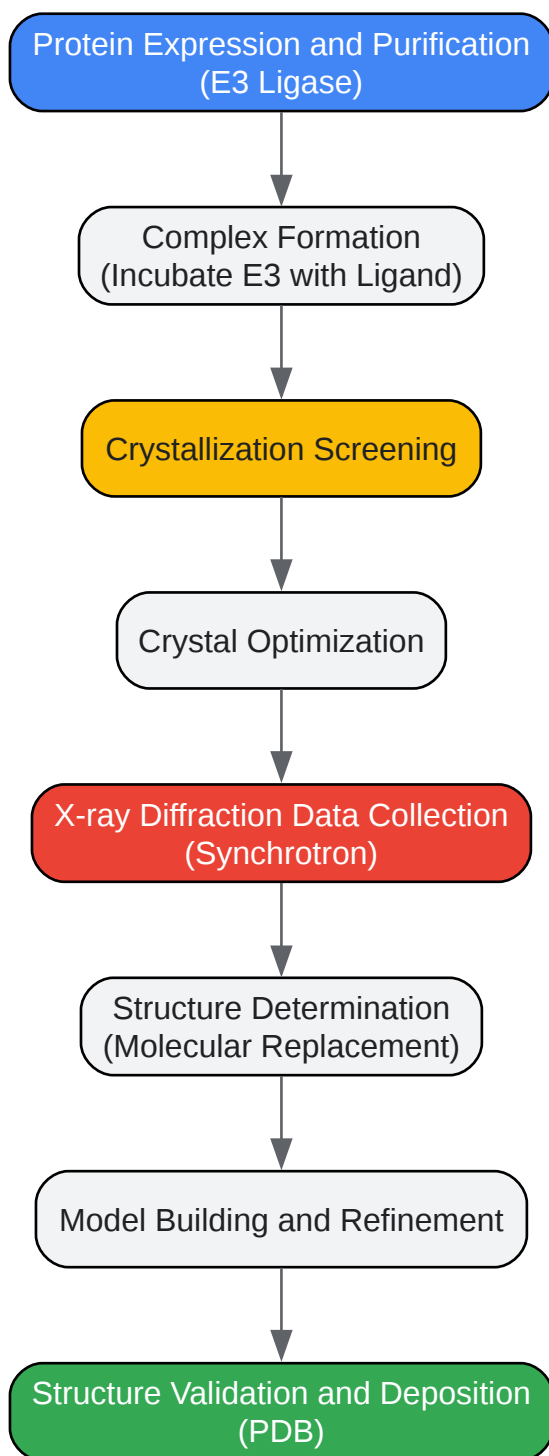 Protein Expression and Purification
(E3 Ligase)
Complex Formation
(Incubate E3 with Ligand)
Crystallization Screening
Crystal Optimization
X-ray Diffraction Data Collection
(Synchrotron)
Structure Determination
(Molecular Replacement)
Model Building and Refinement
Structure Validation and Deposition
(PDB)